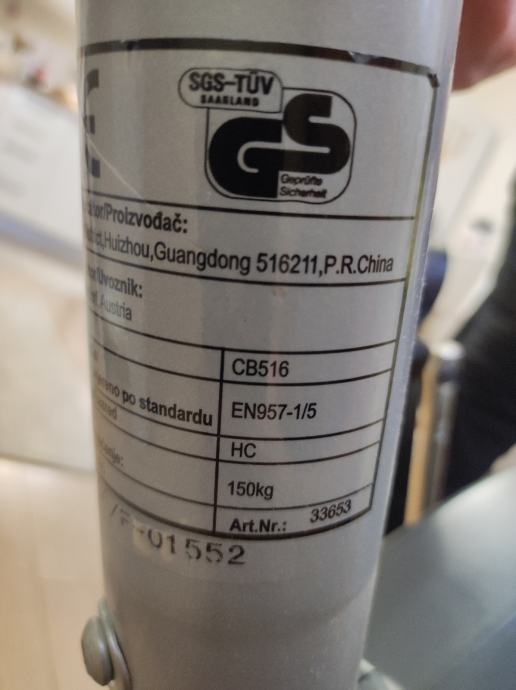 SGS-TÜV
SAARLAND
GS
Geprüfte
Sicherheit
Proizvođač:
Huizhou,Guangdong 516211,P.R.China
Uvoznik:
Austria
CB516
po standardu EN957-1/5
HC
150kg
Art.Nr.: 33653
01552